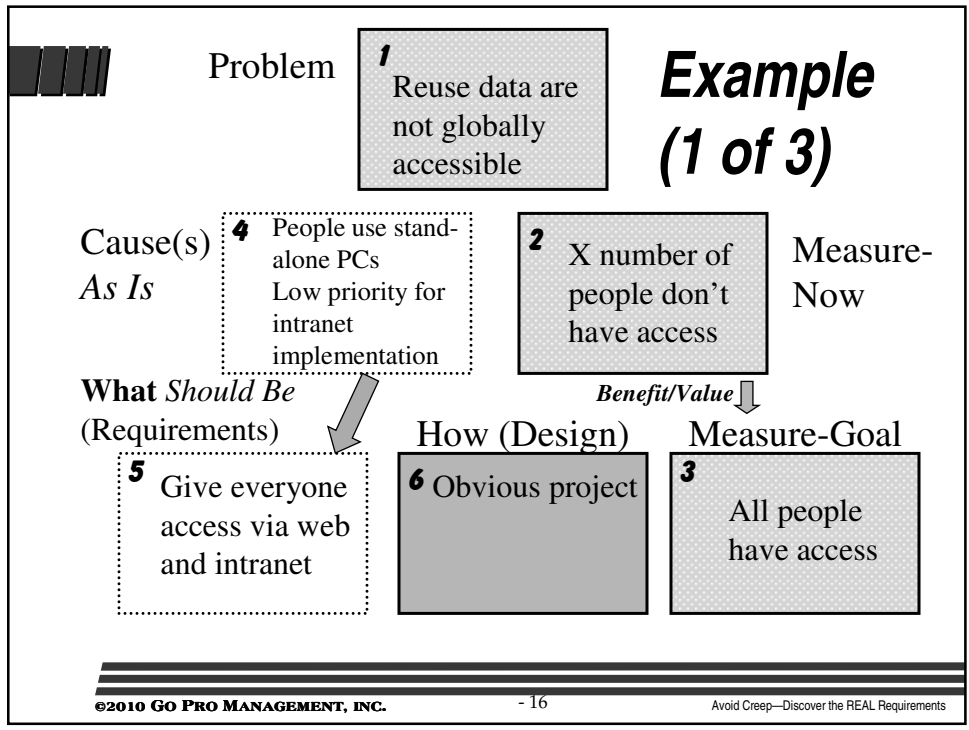 Problem
1
Reuse data are
not globally
accessible
Example
(1 of 3)
Cause(s)
As Is
4
People use stand-
alone PCs
Low priority for
intranet
implementation
2
X number of
people don't
have access
Measure-
Now
What Should Be
(Requirements)
Benefit/Value
How (Design)
Measure-Goal
5
Give everyone
access via web
and intranet
6 Obvious project
3
All people
have access
©2010 GO PRO MANAGEMENT, INC.
- 16
Avoid Creep—Discover the REAL Requirements